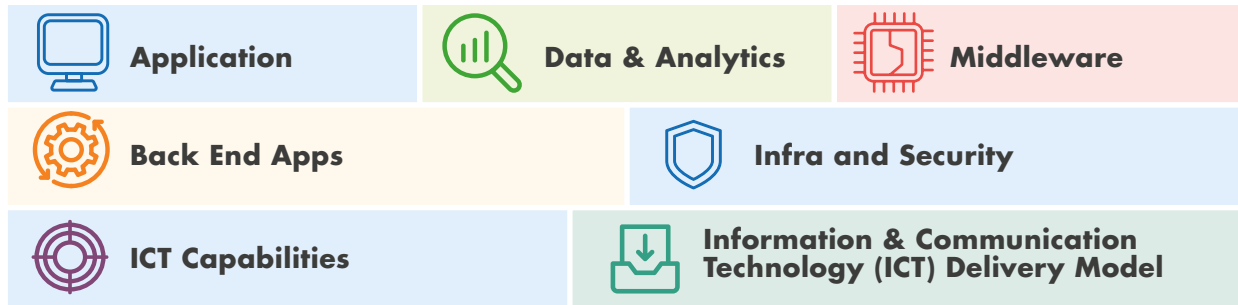 Application
Data & Analytics
Middleware
Back End Apps
Infra and Security
ICT Capabilities
Information & Communication
Technology (ICT) Delivery Model